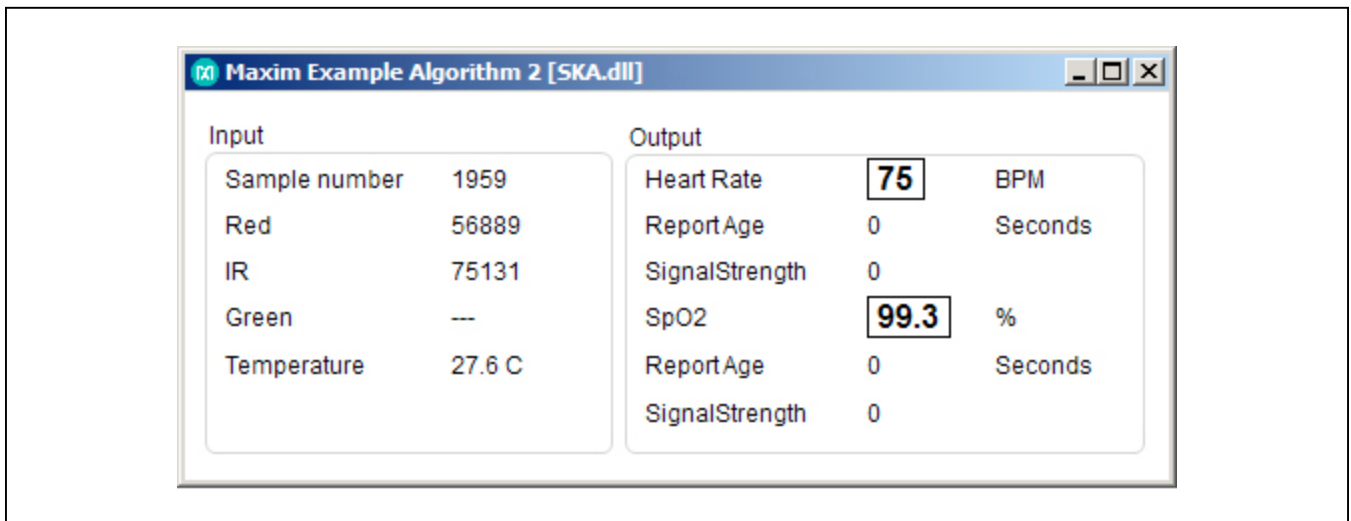 Maxim Example Algorithm 2 [SKA.dll]
Input
Sample number 1959
Red 56889
IR 75131
Green ---
Temperature 27.6 C
Output
Heart Rate 75 BPM
Report Age 0 Seconds
SignalStrength 0
SpO2 99.3 %
Report Age 0 Seconds
SignalStrength 0